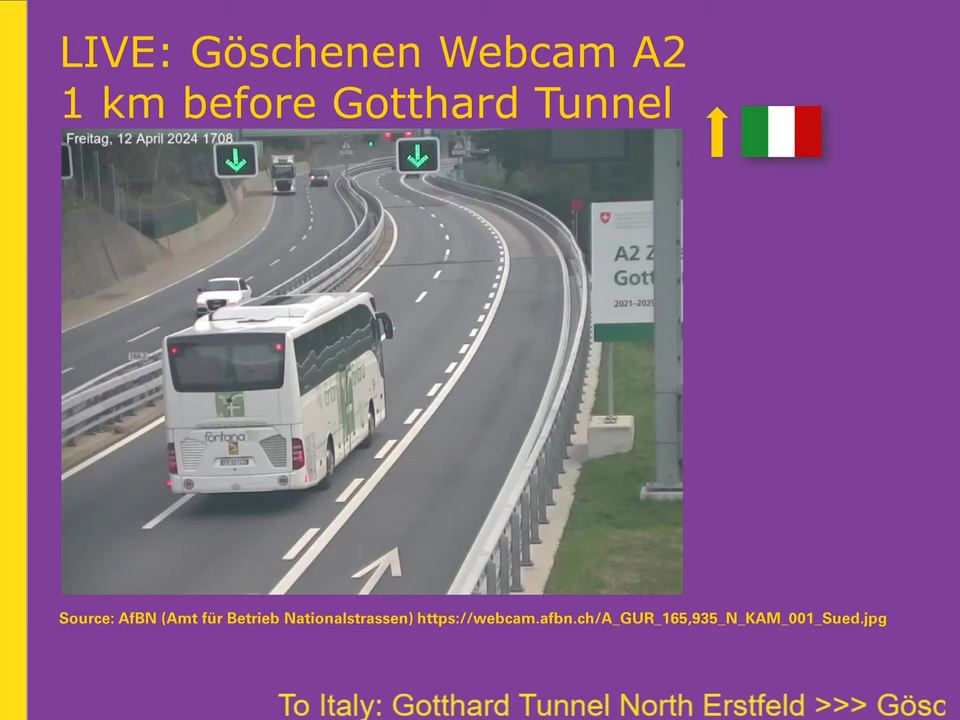 LIVE: Göschenen Webcam A2
1 km before Gotthard Tunnel
Freitag, 12 April 2024 1708
A2 Z
Gott
2021–2029
fontana
Source: AfBN (Amt für Betrieb Nationalstrassen) https://webcam.afbn.ch/A_GUR_165,935_N_KAM_001_Sued.jpg
To Italy: Gotthard Tunnel North Erstfeld >>> Gösc